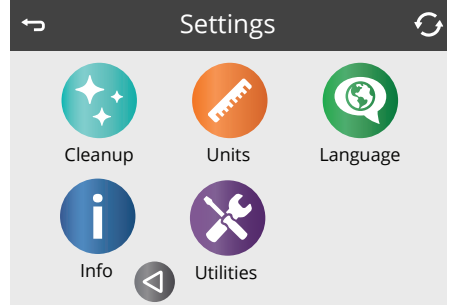 Settings
Cleanup
Units
Language
Info
Utilities